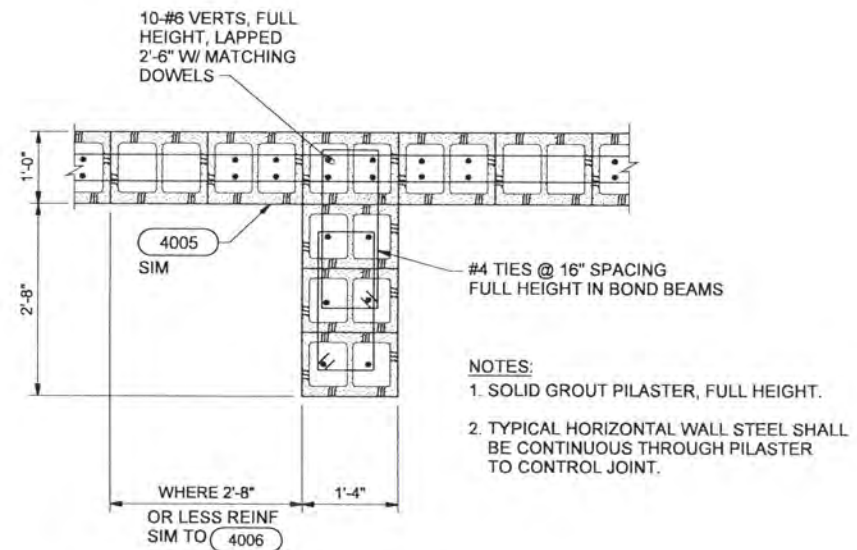 10-#6 VERTS, FULL
HEIGHT, LAPPED
2'-6" W/ MATCHING
DOWELS
1'-0"
4005
SIM
2'-8"
#4 TIES @ 16" SPACING
FULL HEIGHT IN BOND BEAMS
NOTES:
1. SOLID GROUT PILASTER, FULL HEIGHT.
2. TYPICAL HORIZONTAL WALL STEEL SHALL
BE CONTINUOUS THROUGH PILASTER
TO CONTROL JOINT.
WHERE 2'-8"
1'-4"
OR LESS REINF
SIM TO 4006